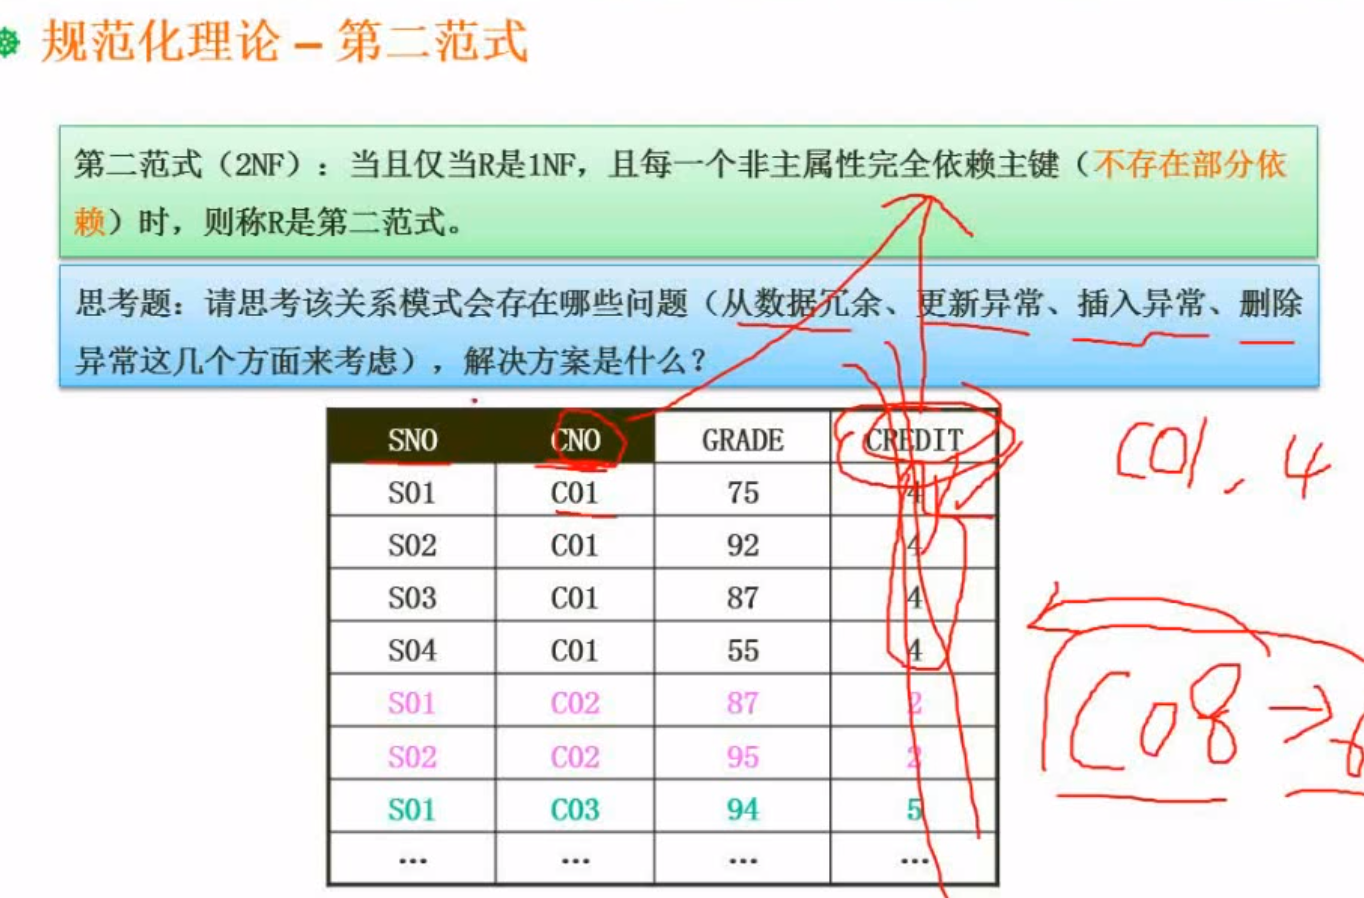 规范化理论 – 第二范式
第二范式（2NF）：当且仅当R是1NF，且每一个非主属性完全依赖主键（不存在部分依
赖）时，则称R是第二范式。
思考题：请思考该关系模式会存在哪些问题（从数据冗余、更新异常、插入异常、删除
异常这几个方面来考虑），解决方案是什么？
SNO CNO GRADE CREDIT
S01 C01 75 4
S02 C01 92 4
S03 C01 87 4
S04 C01 55 4
S01 C02 87 2
S02 C02 95 2
S01 C03 94 5
… … … …
C01, 4
C08 →